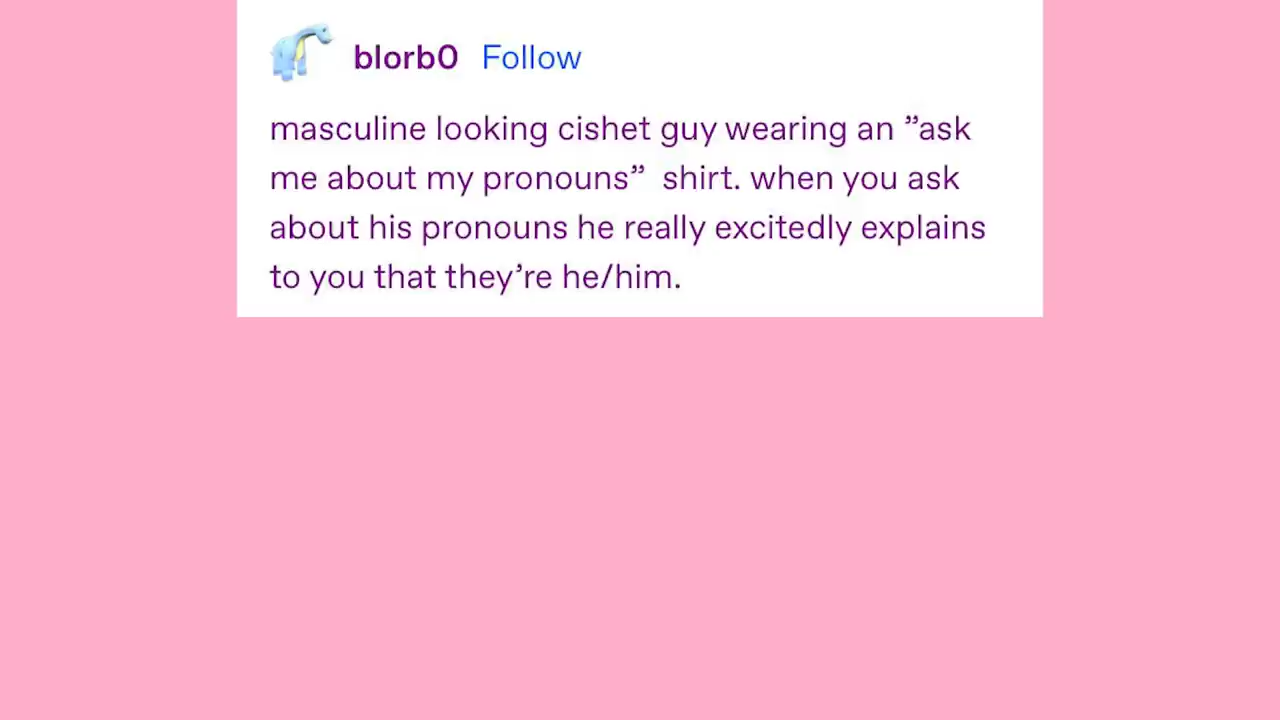 blorb0 Follow
masculine looking cishet guy wearing an ”ask
me about my pronouns”  shirt. when you ask
about his pronouns he really excitedly explains
to you that they’re he/him.